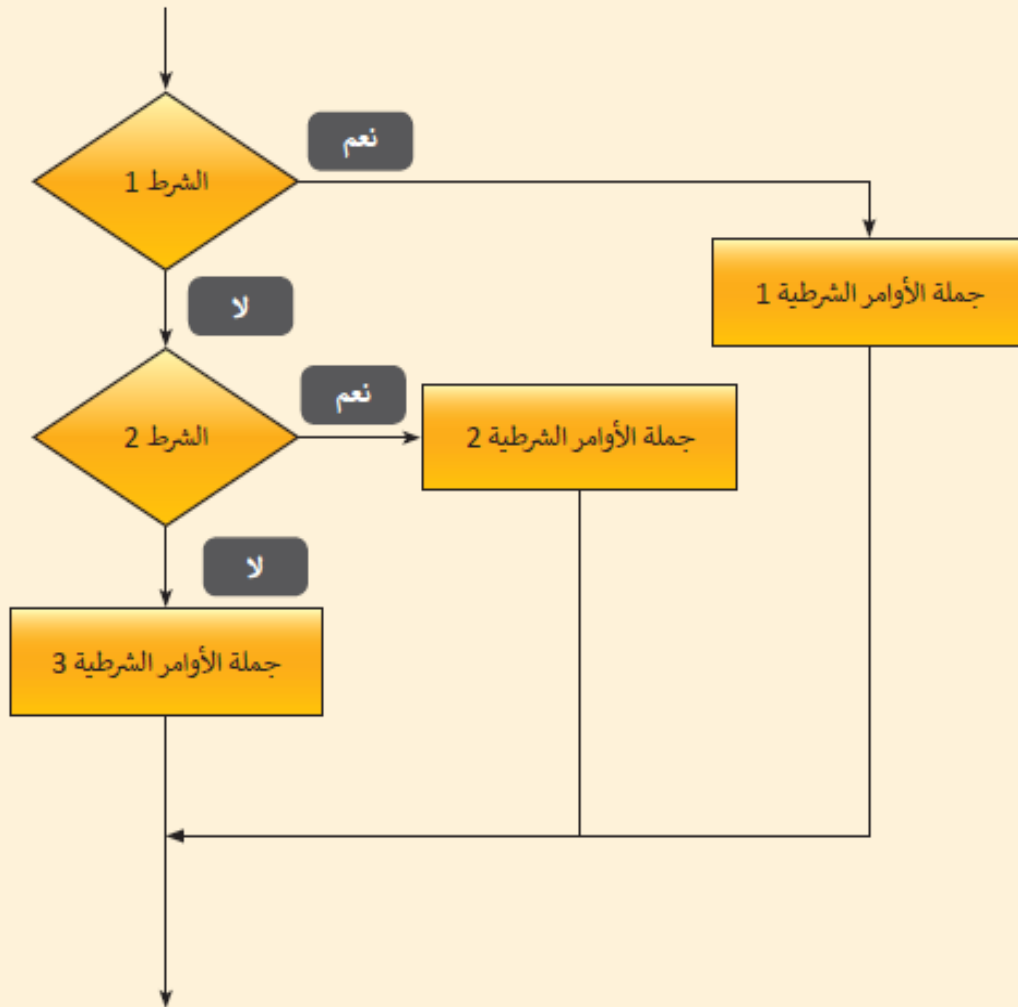 نعم
الشرط 1
جملة الأوامر الشرطية 1
لا
نعم
الشرط 2
جملة الأوامر الشرطية 2
لا
جملة الأوامر الشرطية 3